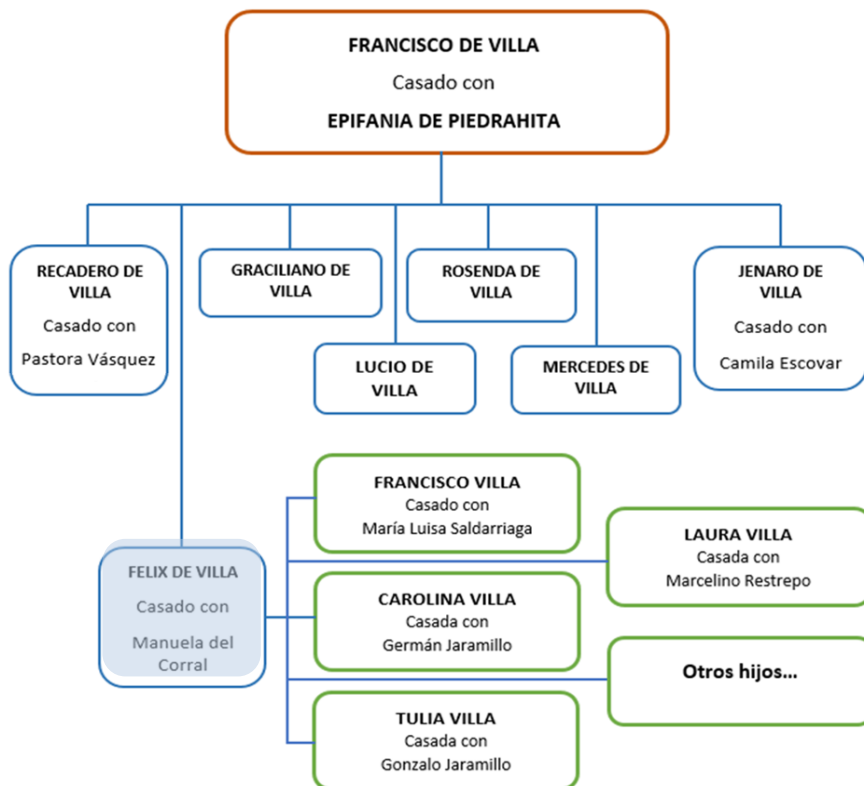 FRANCISCO DE VILLA
Casado con
EPIFANIA DE PIEDRAHITA
RECADERO DE
VILLA
Casado con
Pastora Vásquez
GRACILIANO DE
VILLA
LUCIO DE
VILLA
ROSENDA DE
VILLA
MERCEDES DE
VILLA
JENARO DE
VILLA
Casado con
Camila Escovar
FELIX DE VILLA
Casado con
Manuela del
Corral
FRANCISCO VILLA
Casado con
María Luisa Saldarriaga
LAURA VILLA
Casada con
Marcelino Restrepo
CAROLINA VILLA
Casada con
Germán Jaramillo
Otros hijos...
TULIA VILLA
Casada con
Gonzalo Jaramillo